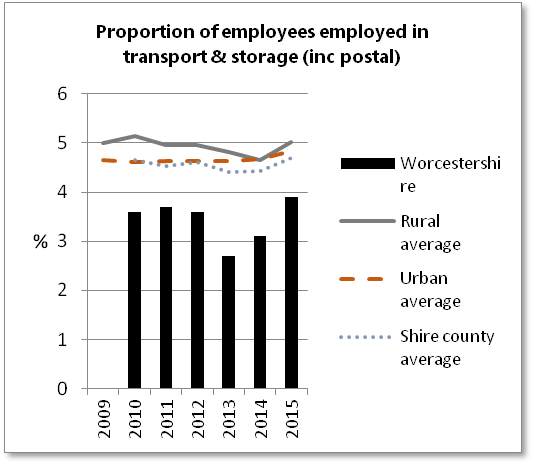 Proportion of employees employed in
transport & storage (inc postal)
6
5
4
3
2
1
0
%
2009
2010
2011
2012
2013
2014
2015
Worcestershi
re
Rural
average
Urban
average
Shire county
average